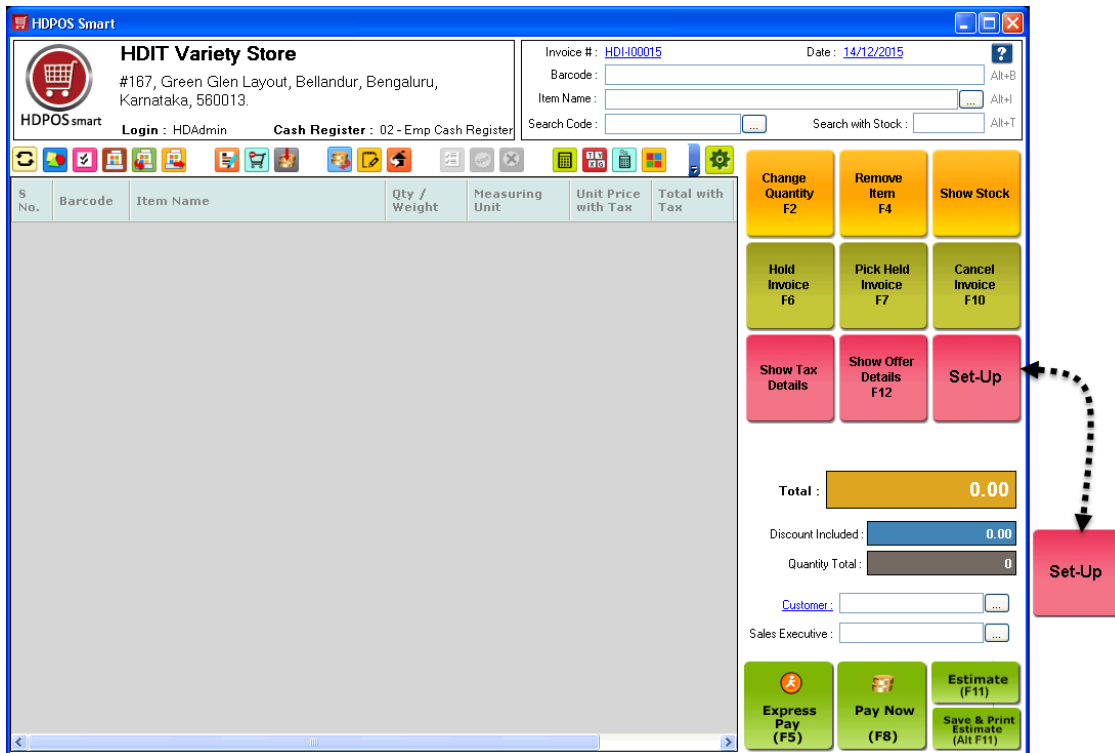 HDPOS Smart
HDIT Variety Store
#167, Green Glen Layout, Bellandur, Bengaluru,
Karnataka, 560013.
HDPOS smart
Login : HDAdmin Cash Register : 02 - Emp Cash Register
Invoice # : HDI-I00015 Date : 14/12/2015 ?
Barcode : Alt+B
Item Name : ... Alt+I
Search Code : ... Search with Stock : Alt+T
S No. Barcode Item Name Qty / Weight Measuring Unit Unit Price with Tax Total with Tax
Change
Quantity
F2
Remove
Item
F4
Show Stock
Hold
Invoice
F6
Pick Held
Invoice
F7
Cancel
Invoice
F10
Show Tax
Details
Show Offer
Details
F12
Set-Up
Total : 0.00
Discount Included : 0.00
Quantity Total : 0
Set-Up
Customer : ...
Sales Executive : ...
Express
Pay
(F5)
Pay Now
(F8)
Estimate
(F11)
Save & Print
Estimate
(Alt F11)